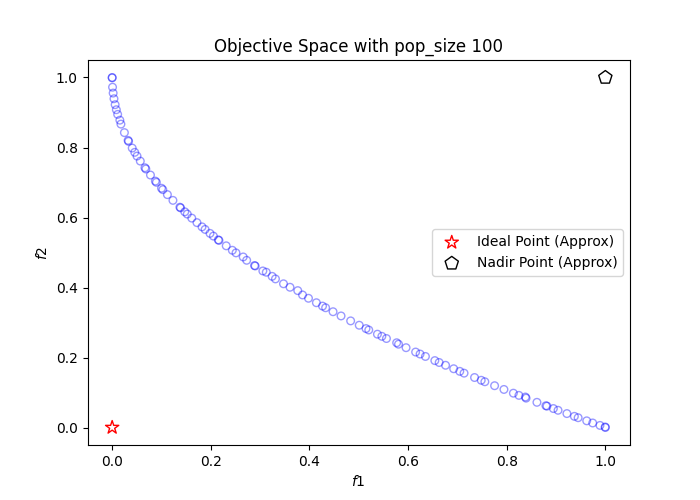 Objective Space with pop_size 100
1.0
0.8
0.6
0.4
0.2
0.0
f2
Ideal Point (Approx)
Nadir Point (Approx)
0.0 0.2 0.4 0.6 0.8 1.0
f1